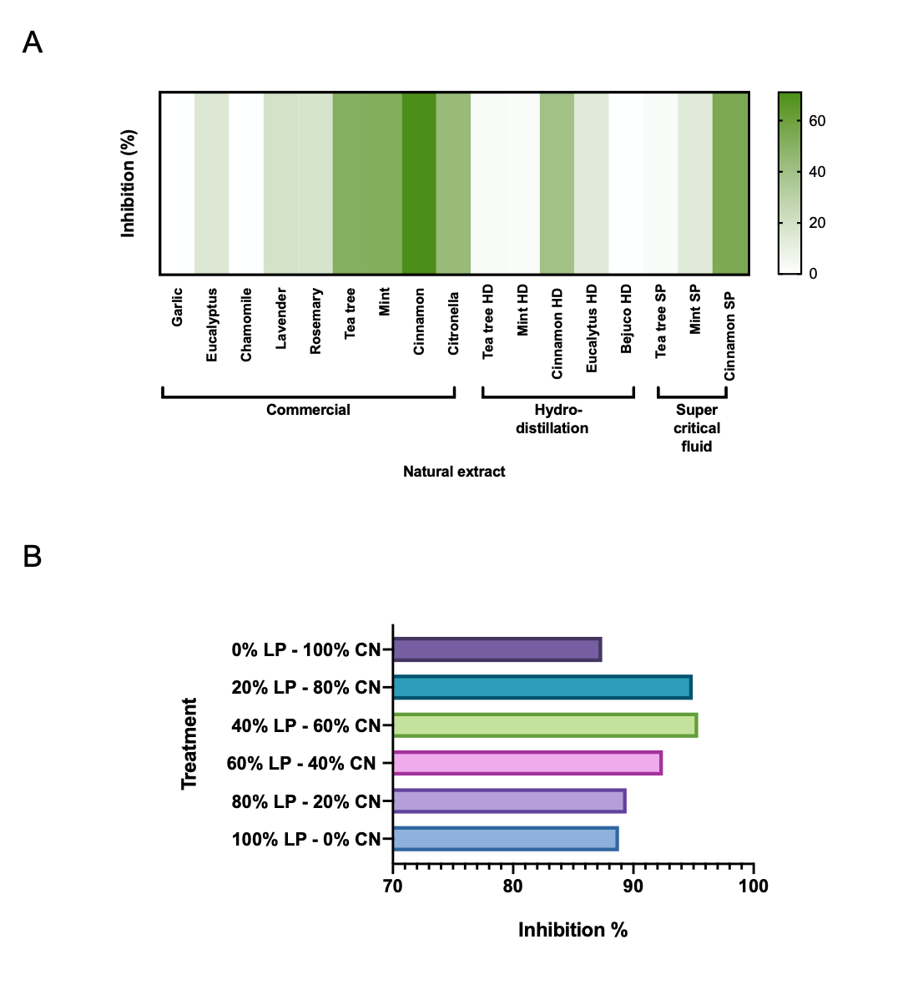 A
Inhibition (%)
60
40
20
0
Garlic
Eucalyptus
Chamomile
Lavender
Rosemary
Tea tree
Mint
Cinnamon
Citronella
Tea tree HD
Mint HD
Cinnamon HD
Eucalytus HD
Bejuco HD
Tea tree SP
Mint SP
Cinnamon SP
Commercial
Hydro-
distillation
Super
critical
fluid
Natural extract
B
Treatment
0% LP - 100% CN
20% LP - 80% CN
40% LP - 60% CN
60% LP - 40% CN
80% LP - 20% CN
100% LP - 0% CN
70 80 90 100
Inhibition %